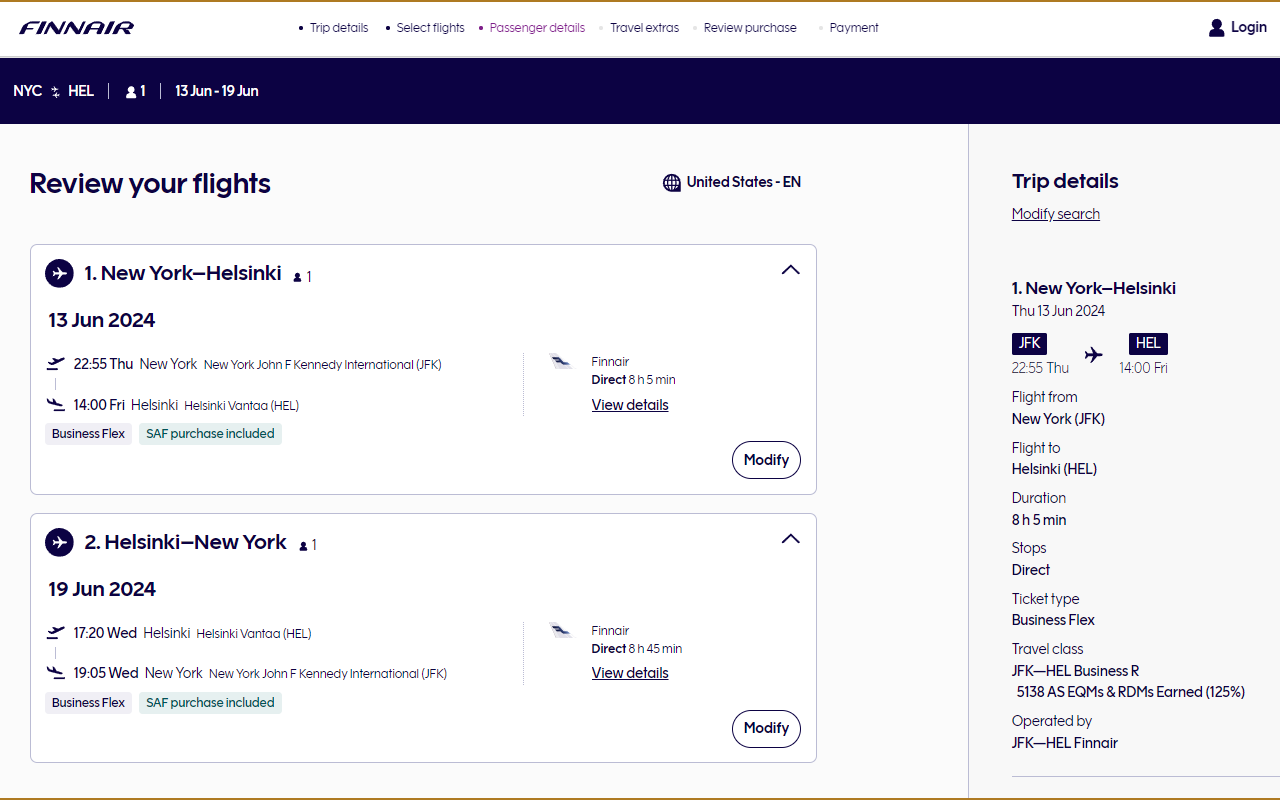 FINNAIR
Trip details
Select flights
Passenger details
Travel extras
Review purchase
Payment
Login
NYC HEL 1 13 Jun - 19 Jun
Review your flights
United States - EN
1. New York–Helsinki 1
13 Jun 2024
22:55 Thu New York New York John F Kennedy International (JFK)
14:00 Fri Helsinki Helsinki Vantaa (HEL)
Business Flex SAF purchase included
Finnair
Direct 8 h 5 min
View details
Modify
2. Helsinki–New York 1
19 Jun 2024
17:20 Wed Helsinki Helsinki Vantaa (HEL)
19:05 Wed New York New York John F Kennedy International (JFK)
Business Flex SAF purchase included
Finnair
Direct 8 h 45 min
View details
Modify
Trip details
Modify search
1. New York–Helsinki
Thu 13 Jun 2024
JFK HEL
22:55 Thu 14:00 Fri
Flight from
New York (JFK)
Flight to
Helsinki (HEL)
Duration
8 h 5 min
Stops
Direct
Ticket type
Business Flex
Travel class
JFK—HEL Business R
5138 AS EQMs & RDMs Earned (125%)
Operated by
JFK—HEL Finnair